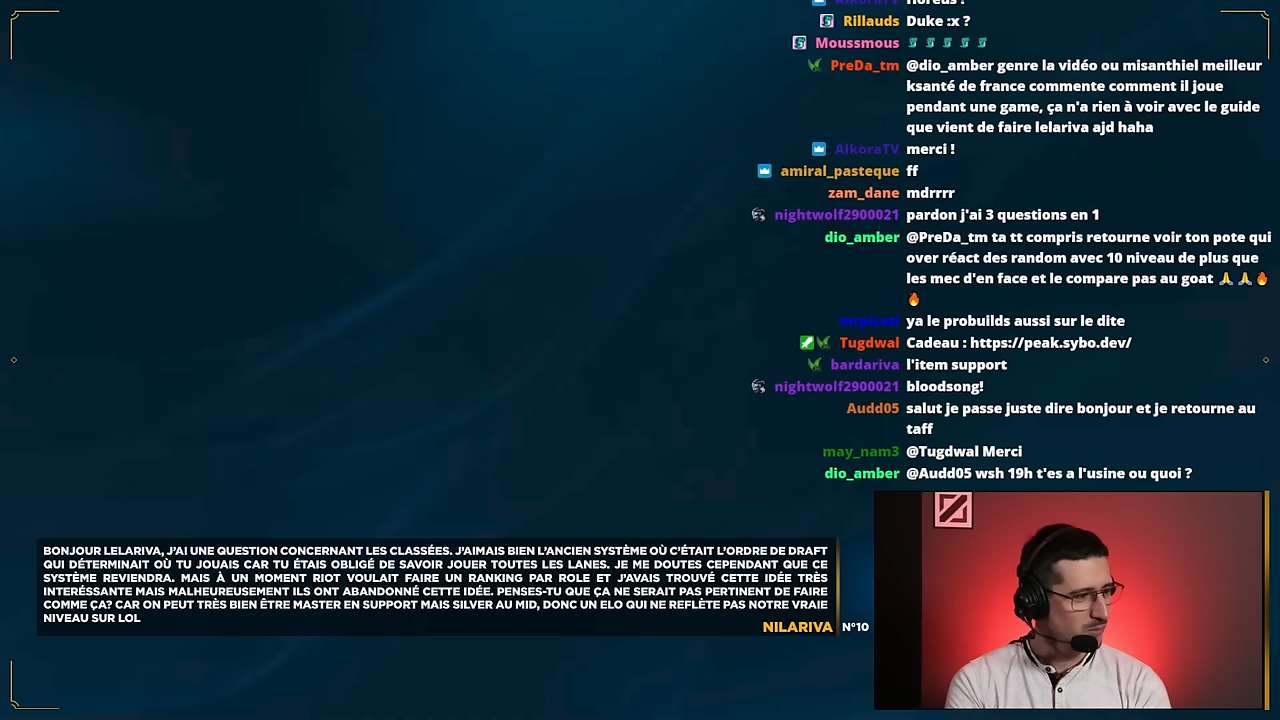 AlkoraTV Horeus !
Rillauds Duke :x ?
Moussmous
PreDa_tm @dio_amber genre la vidéo ou misanthiel meilleur
ksanté de france commente comment il joue
pendant une game, ça n'a rien à voir avec le guide
que vient de faire lelariva ajd haha
AlkoraTV merci !
amiral_pasteque ff
zam_dane mdrrrr
nightwolf2900021 pardon j'ai 3 questions en 1
dio_amber @PreDa_tm ta tt compris retourne voir ton pote qui
over réact des random avec 10 niveau de plus que
les mec d'en face et le compare pas au goat 🙏 🙏 🔥
🔥
ya le probuilds aussi sur le dite
Tugdwal Cadeau : https://peak.sybo.dev/
bardariva l'item support
nightwolf2900021 bloodsong!
Audd05 salut je passe juste dire bonjour et je retourne au
taff
may_nam3 @Tugdwal Merci
dio_amber @Audd05 wsh 19h t'es a l'usine ou quoi ?
BONJOUR LELARIVA, J'AI UNE QUESTION CONCERNANT LES CLASSÉES. J'AIMAIS BIEN L'ANCIEN SYSTÈME OÙ C'ÉTAIT L'ORDRE DE DRAFT
QUI DÉTERMINAIT OÙ TU JOUAIS CAR TU ÉTAIS OBLIGÉ DE SAVOIR JOUER TOUTES LES LANES. JE ME DOUTES CEPENDANT QUE CE
SYSTÈME REVIENDRA. MAIS À UN MOMENT RIOT VOULAIT FAIRE UN RANKING PAR ROLE ET J'AVAIS TROUVÉ CETTE IDÉE TRÈS
INTÉRÉSSANTE MAIS MALHEUREUSEMENT ILS ONT ABANDONNÉ CETTE IDÉE. PENSES-TU QUE ÇA NE SERAIT PAS PERTINENT DE FAIRE
COMME ÇA? CAR ON PEUT TRÈS BIEN ÊTRE MASTER EN SUPPORT MAIS SILVER AU MID, DONC UN ELO QUI NE REFLÈTE PAS NOTRE VRAIE
NIVEAU SUR LOL
NILARIVA N°10